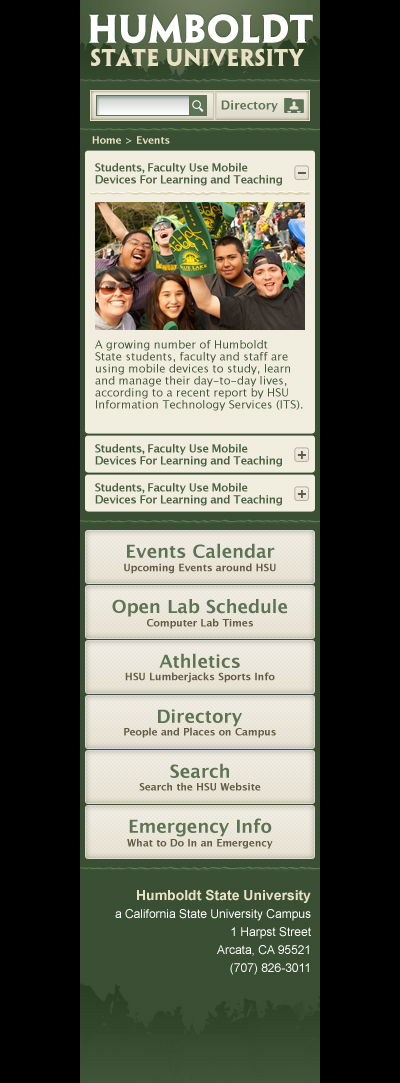 HUMBOLDT
STATE UNIVERSITY
Directory
Home > Events
Students, Faculty Use Mobile
Devices For Learning and Teaching
BLUE LAKE
A growing number of Humboldt
State students, faculty and staff are
using mobile devices to study, learn
and manage their day-to-day lives,
according to a recent report by HSU
Information Technology Services (ITS).
Students, Faculty Use Mobile
Devices For Learning and Teaching
Students, Faculty Use Mobile
Devices For Learning and Teaching
Events Calendar
Upcoming Events around HSU
Open Lab Schedule
Computer Lab Times
Athletics
HSU Lumberjacks Sports Info
Directory
People and Places on Campus
Search
Search the HSU Website
Emergency Info
What to Do In an Emergency
Humboldt State University
a California State University Campus
1 Harpst Street
Arcata, CA 95521
(707) 826-3011